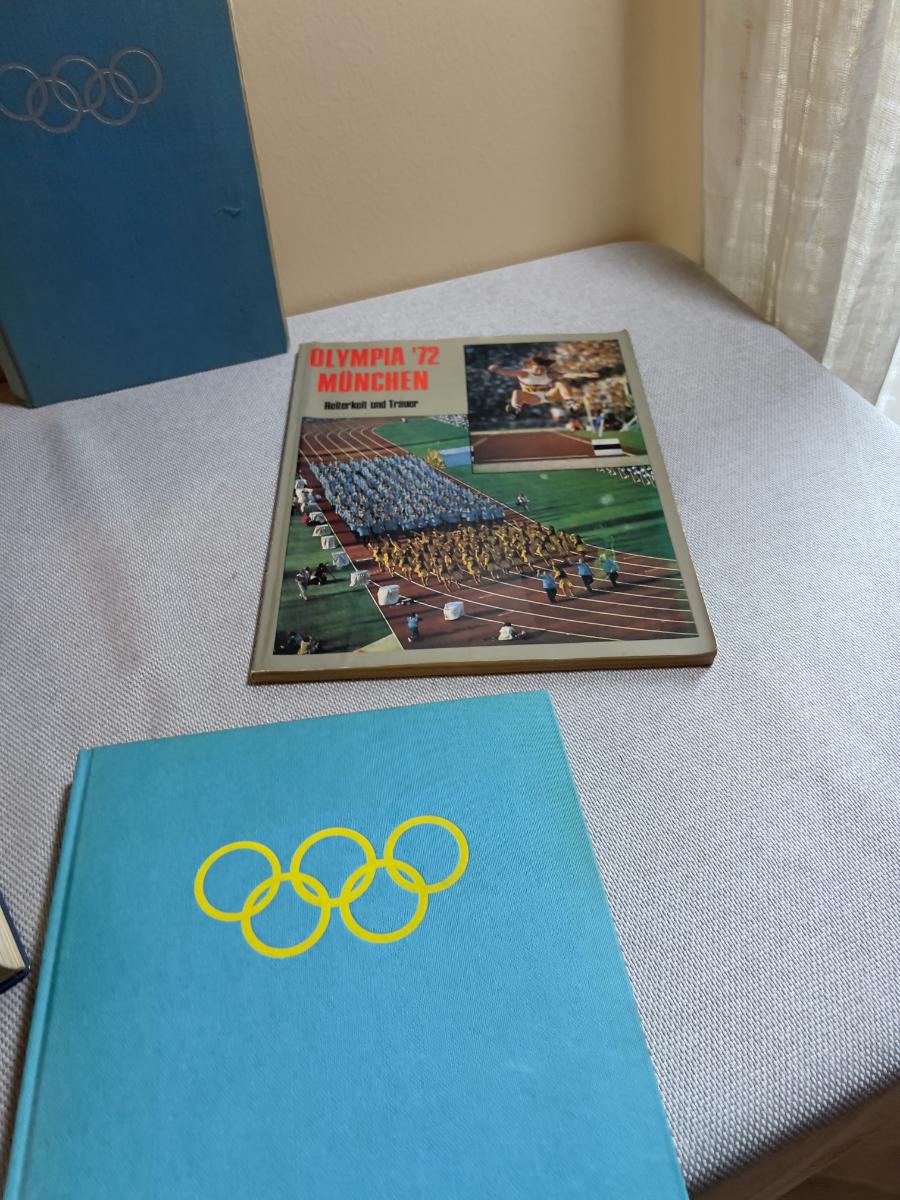 OLYMPIA '72
MÜNCHEN
Heiterkeit und Trauer